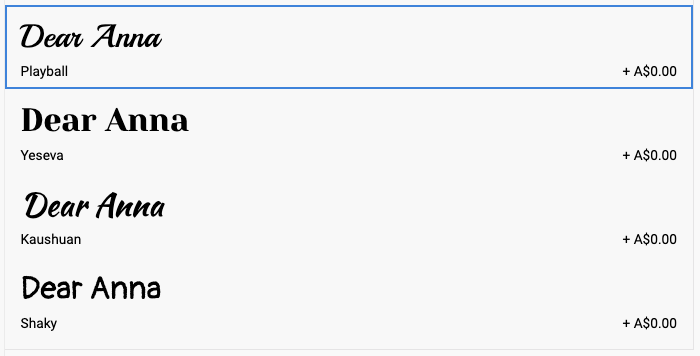 Dear Anna
Playball + A$0.00
Dear Anna
Yeseva + A$0.00
Dear Anna
Kaushuan + A$0.00
Dear Anna
Shaky + A$0.00